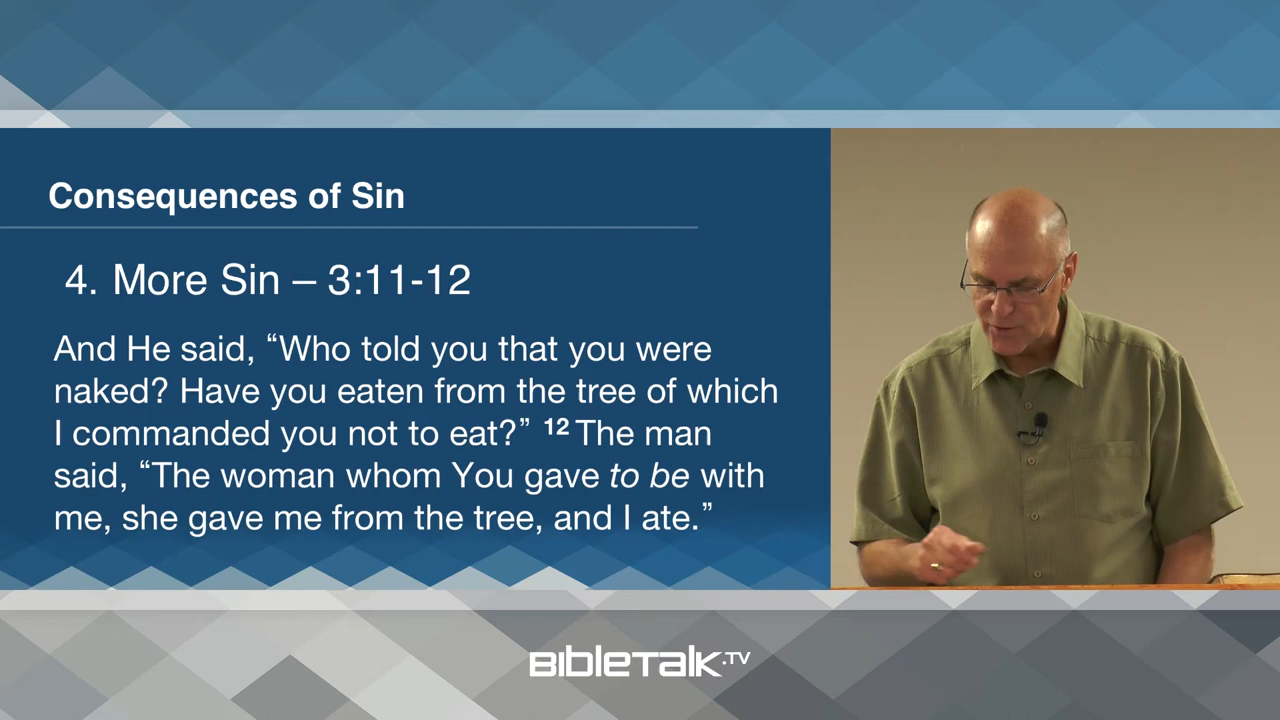 Consequences of Sin
4. More Sin – 3:11-12
And He said, “Who told you that you were
naked? Have you eaten from the tree of which
I commanded you not to eat?” 12 The man
said, “The woman whom You gave to be with
me, she gave me from the tree, and I ate.”
BIBLETALK.TV